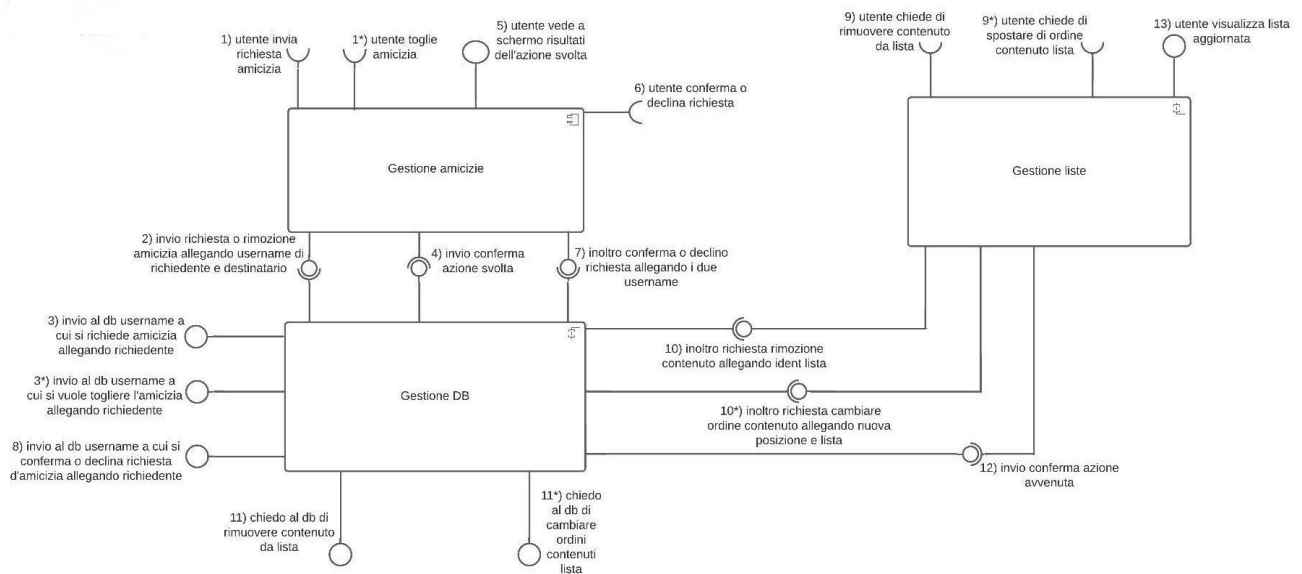 1) utente invia
richiesta
amicizia
1*) utente toglie
amicizia
5) utente vede a
schermo risultati
dell'azione svolta
6) utente conferma o
declina richiesta
9) utente chiede di
rimuovere contenuto
da lista
9*) utente chiede di
spostare di ordine
contenuto lista
13) utente visualizza lista
aggiornata
Gestione amicizie
Gestione liste
2) invio richiesta o rimozione
amicizia allegando username di
richiedente e destinatario
4) invio conferma
azione svolta
7) inoltro conferma o declino
richiesta allegando i due
username
3) invio al db username a
cui si richiede amicizia
allegando richiedente
3*) invio al db username a
cui si vuole togliere l'amicizia
allegando richiedente
8) invio al db username a cui si
conferma o declina richiesta
d'amicizia allegando richiedente
Gestione DB
10) inoltro richiesta rimozione
contenuto allegando ident lista
10*) inoltro richiesta cambiare
ordine contenuto allegando nuova
posizione e lista
12) invio conferma azione
avvenuta
11) chiedo al db di
rimuovere contenuto
da lista
11*) chiedo
al db di
cambiare
ordini
contenuti
lista